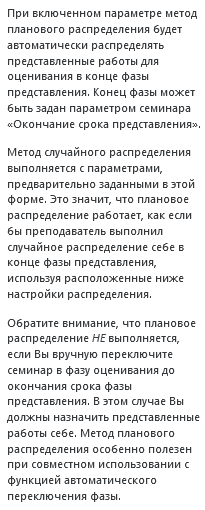 При включенном параметре метод
планового распределения будет
автоматически распределять
представленные работы для
оценивания в конце фазы
представления. Конец фазы может
быть задан параметром семинара
«Окончание срока представления».
Метод случайного распределения
выполняется с параметрами,
предварительно заданными в этой
форме. Это значит, что плановое
распределение работает, как если
бы преподаватель выполнил
случайное распределение себе в
конце фазы представления,
используя расположенные ниже
настройки распределения.
Обратите внимание, что плановое
распределение НЕ выполняется,
если Вы вручную переключите
семинар в фазу оценивания до
окончания срока фазы
представления. В этом случае Вы
должны назначить представленные
работы себе. Метод планового
распределения особенно полезен
при совместном использовании с
функцией автоматического
переключения фазы.